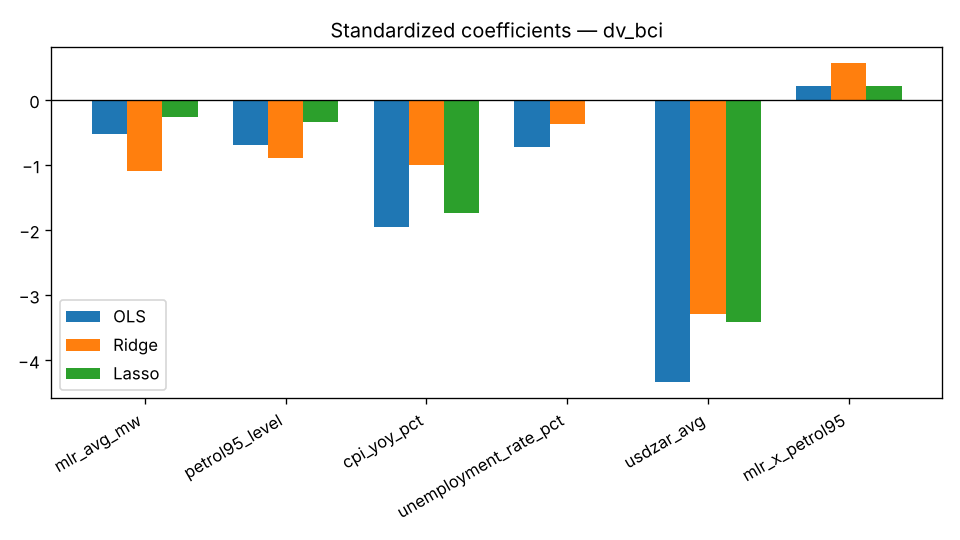 Standardized coefficients — dv_bci
0
−1
−2
−3
−4
OLS
Ridge
Lasso
mlr_avg_mw
petrol95_level
cpi_yoy_pct
unemployment_rate_pct
usdzar_avg
mlr_x_petrol95